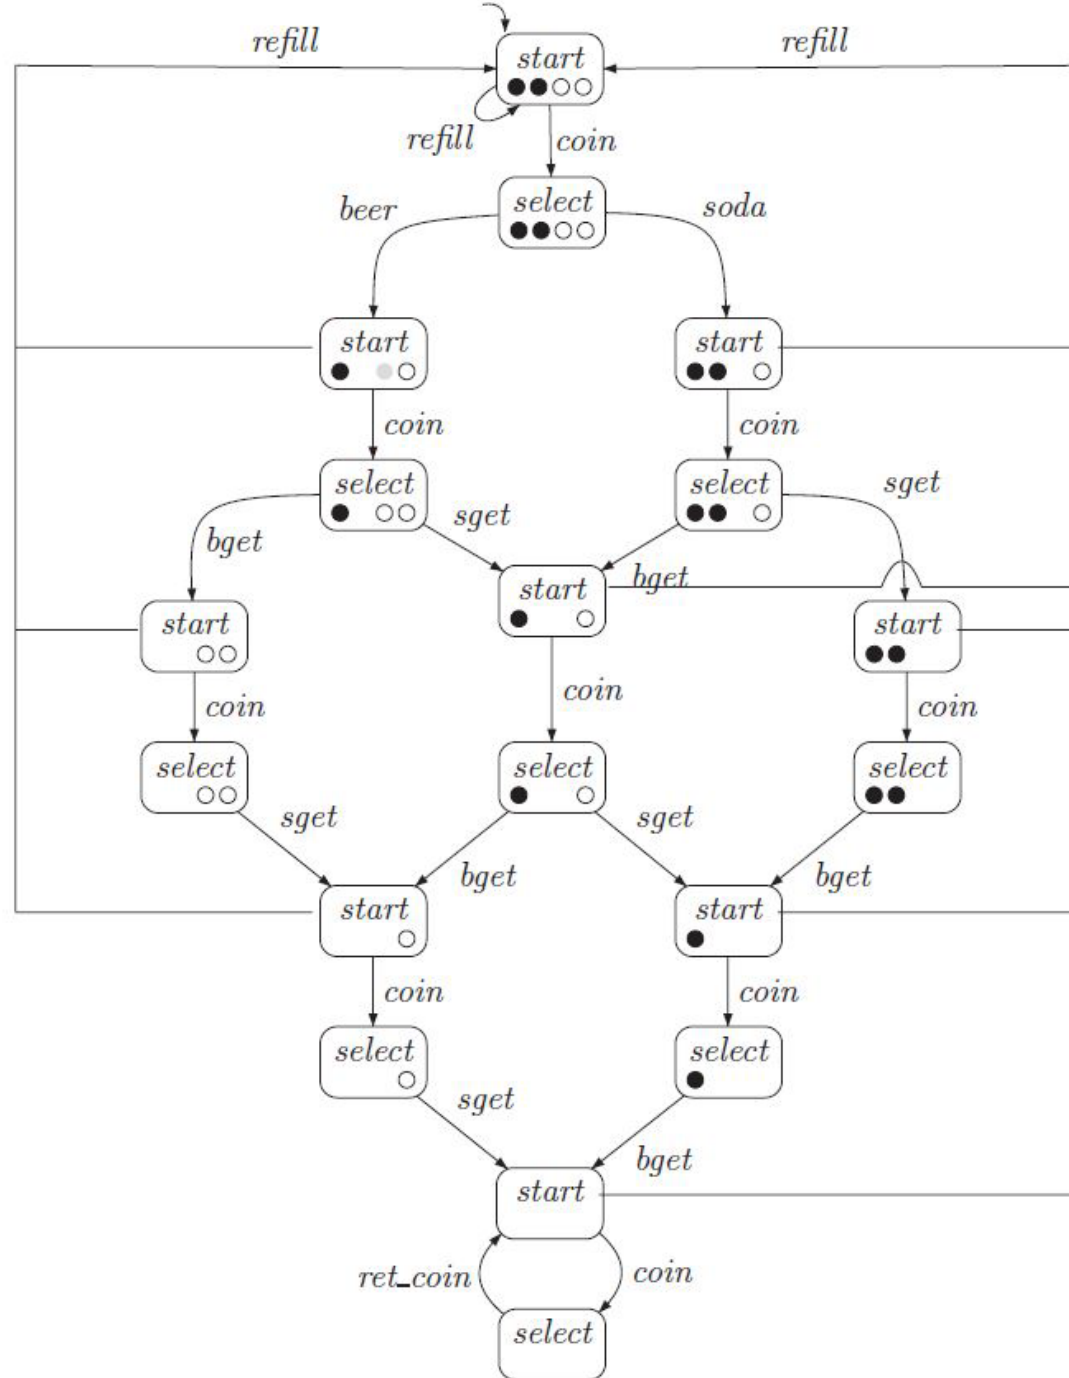 refill refill
start
refill coin
select
beer soda
start start
coin coin
select select
sget sget
bget
start bget
start start
coin coin coin
select select select
sget sget
bget bget
start start
coin coin
select select
sget
bget
start
ret_coin coin
select